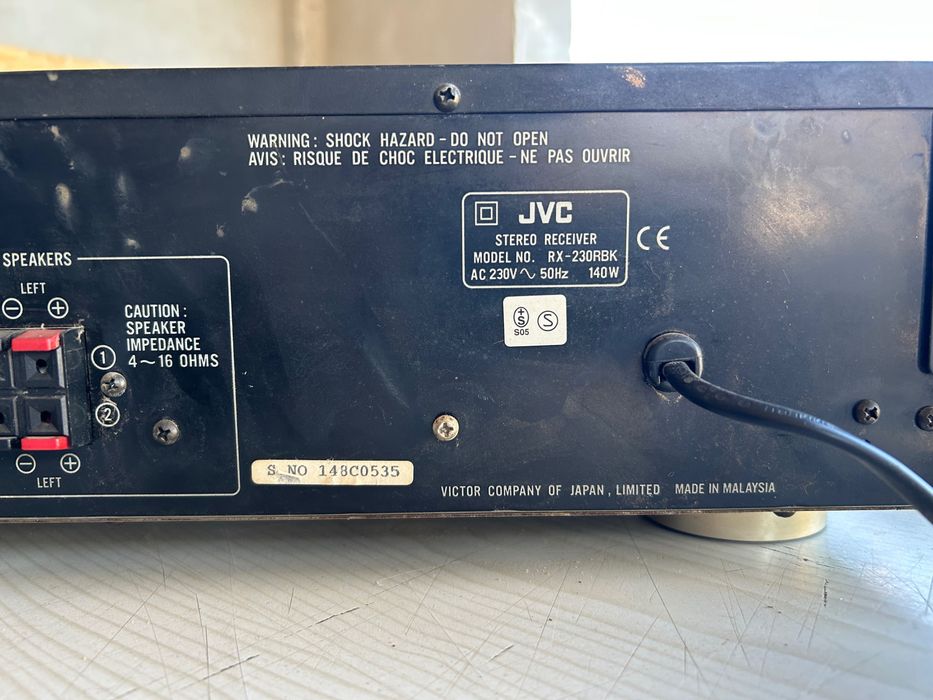 WARNING: SHOCK HAZARD - DO NOT OPEN
AVIS: RISQUE DE CHOC ELECTRIQUE - NE PAS OUVRIR
JVC
STEREO RECEIVER
MODEL NO. RX-230RBK
AC 230V ∿ 50Hz 140W
CE
S
S05
S
SPEAKERS
LEFT
− +
CAUTION:
SPEAKER
IMPEDANCE
4~16 OHMS
1
2
− +
LEFT
S NO 148C0535
VICTOR COMPANY OF JAPAN, LIMITED MADE IN MALAYSIA